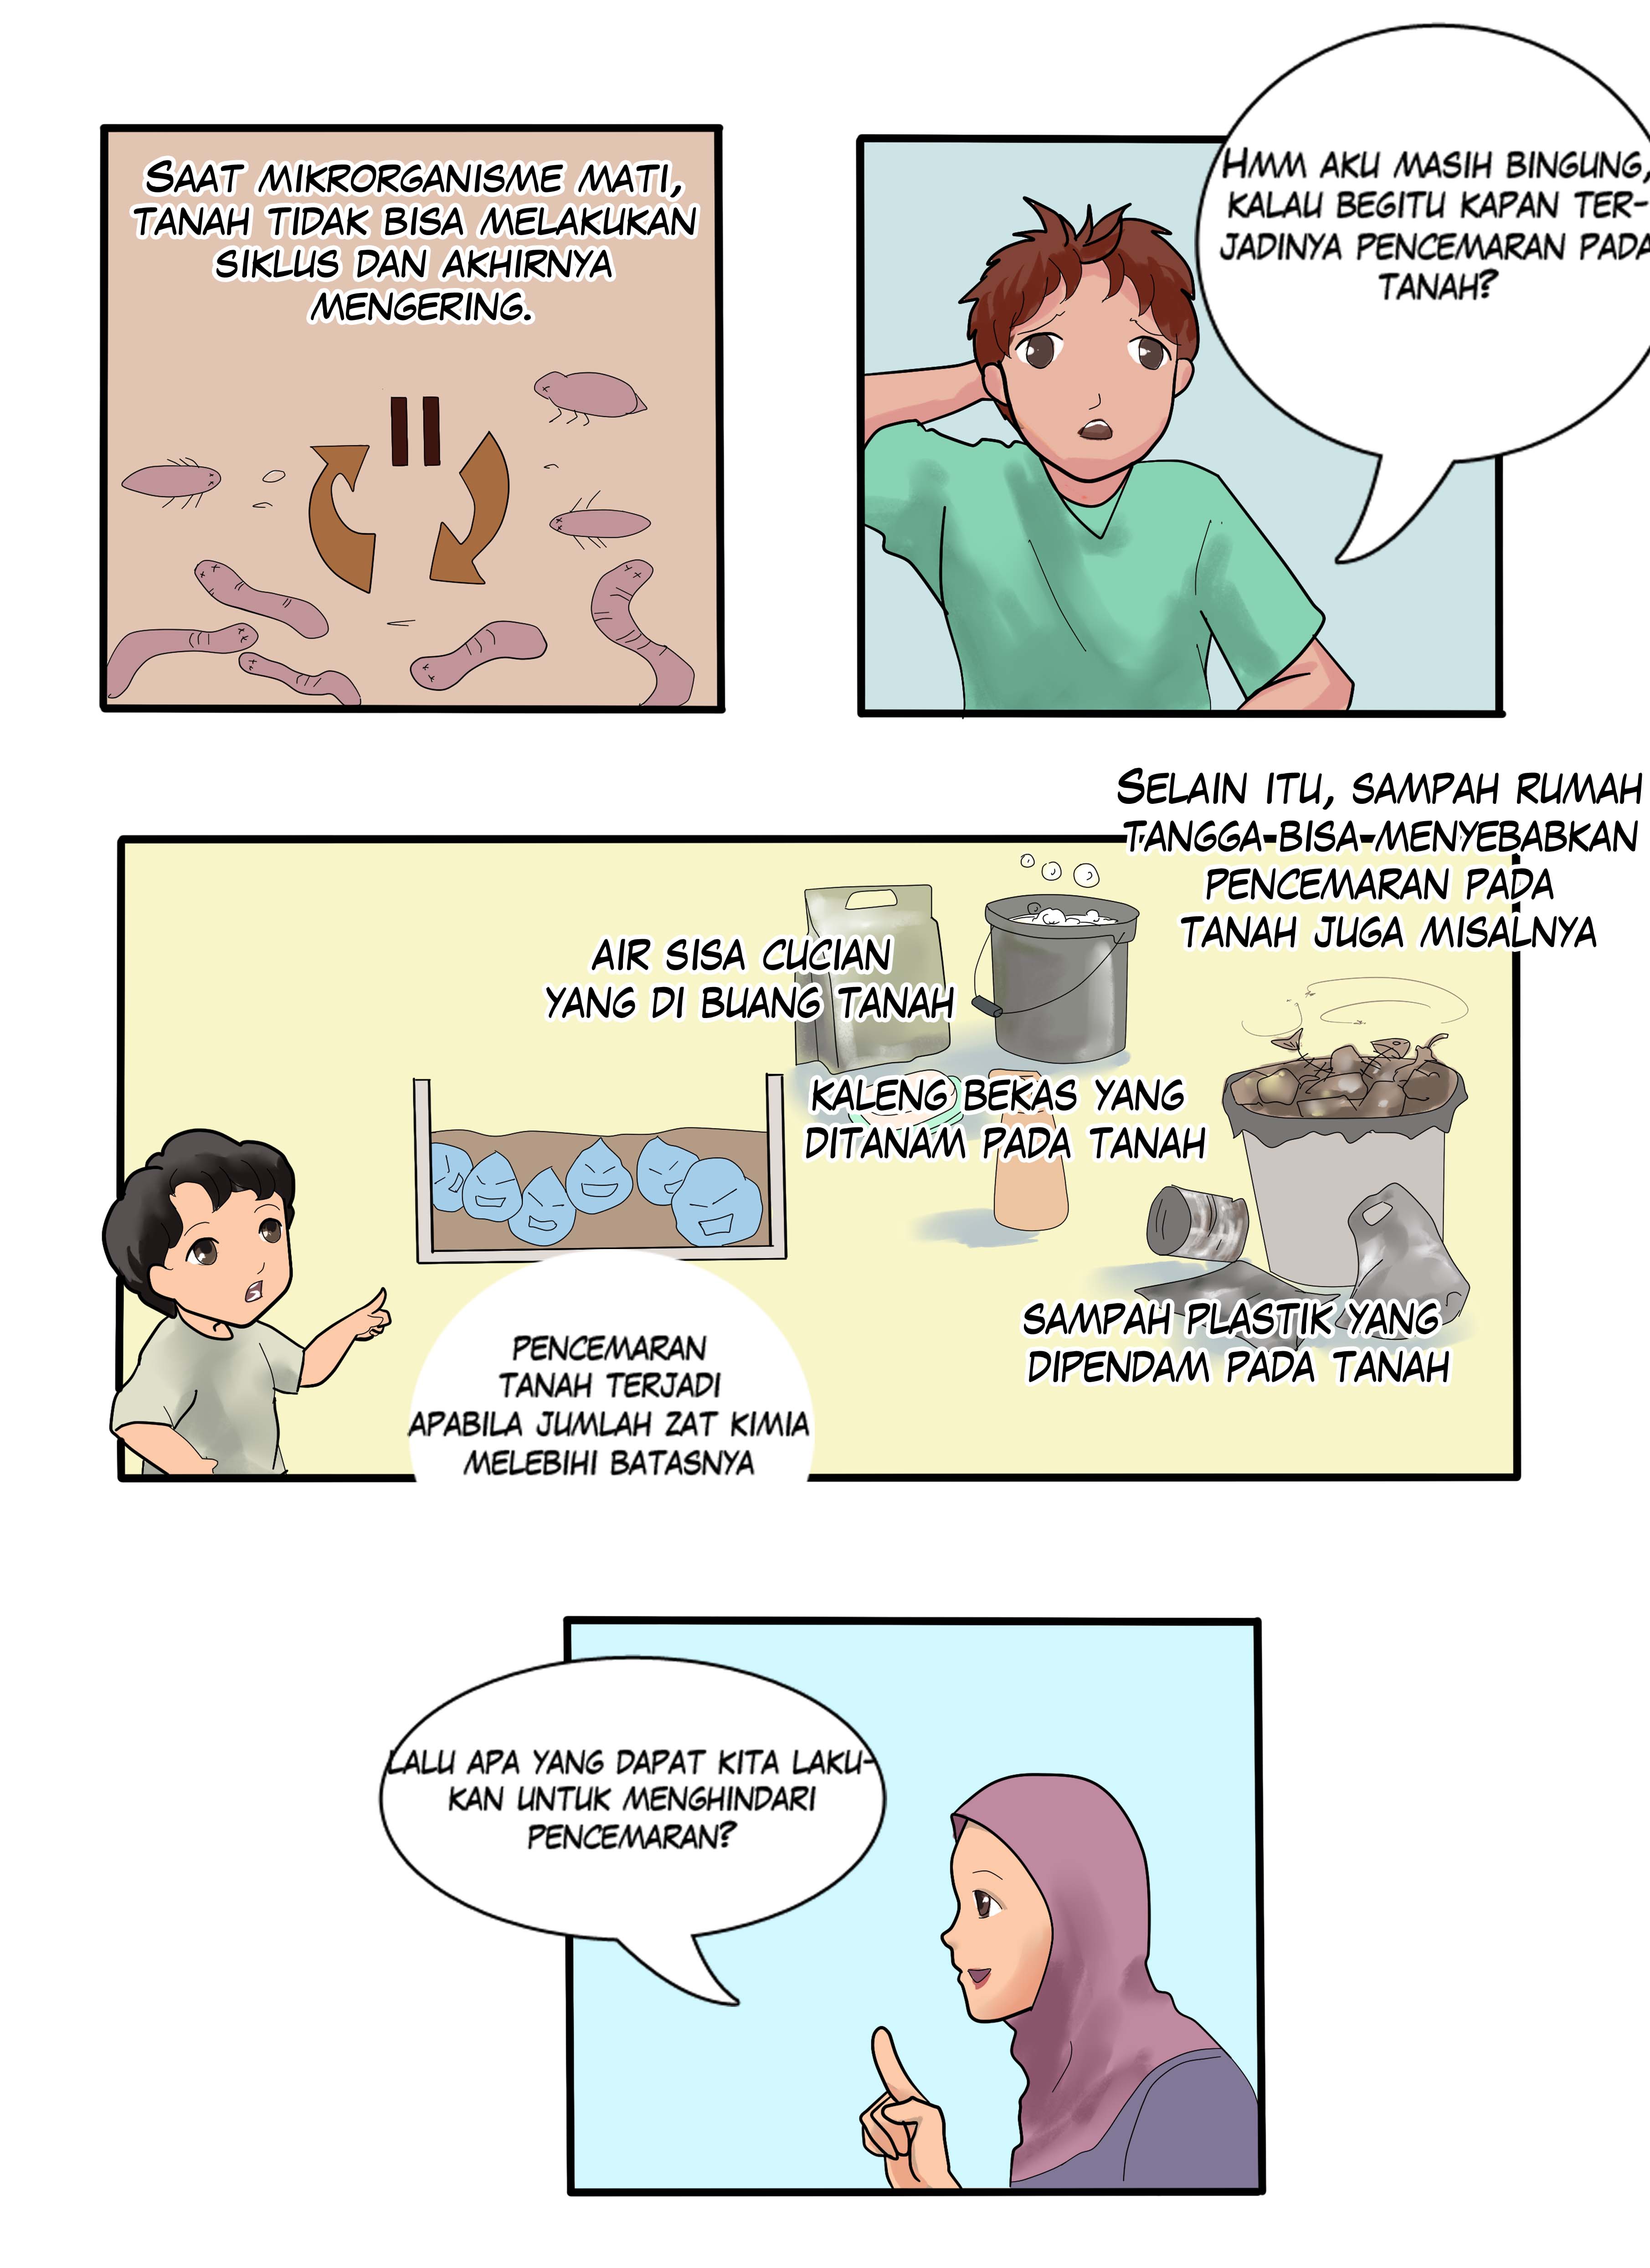 SAAT MIKRORGANISME MATI,
TANAH TIDAK BISA MELAKUKAN
SIKLUS DAN AKHIRNYA
MENGERING.
HMM AKU MASIH BINGUNG,
KALAU BEGITU KAPAN TER-
JADINYA PENCEMARAN PADA
TANAH?
PENCEMARAN
TANAH TERJADI
APABILA JUMLAH ZAT KIMIA
MELEBIHI BATASNYA
SELAIN ITU, SAMPAH RUMAH
TANGGA BISA MENYEBABKAN
PENCEMARAN PADA
TANAH JUGA MISALNYA
AIR SISA CUCIAN
YANG DI BUANG TANAH
KALENG BEKAS YANG
DITANAM PADA TANAH
SAMPAH PLASTIK YANG
DIPENDAM PADA TANAH
LALU APA YANG DAPAT KITA LAKU-
KAN UNTUK MENGHINDARI
PENCEMARAN?